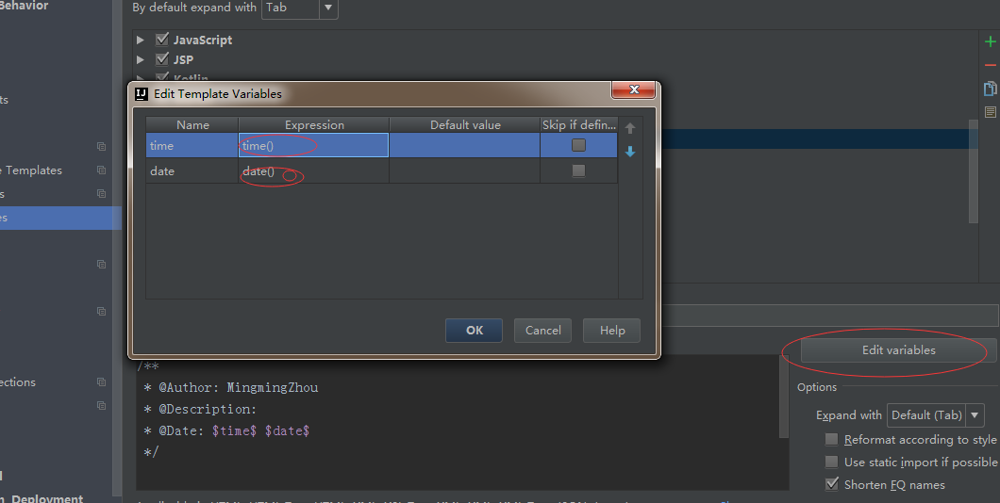 Behavior
By default expand with Tab
JavaScript
JSP
Kotlin
Edit Template Variables
Name Expression Default value Skip if defin...
time time()
date date()
OK Cancel Help
ts
e Templates
s
es
ections
n Deployment
/**
* @Author: MingmingZhou
* @Description:
* @Date: $time$ $date$
*/
Edit variables
Options
Expand with Default (Tab)
Reformat according to style
Use static import if possible
Shorten FQ names